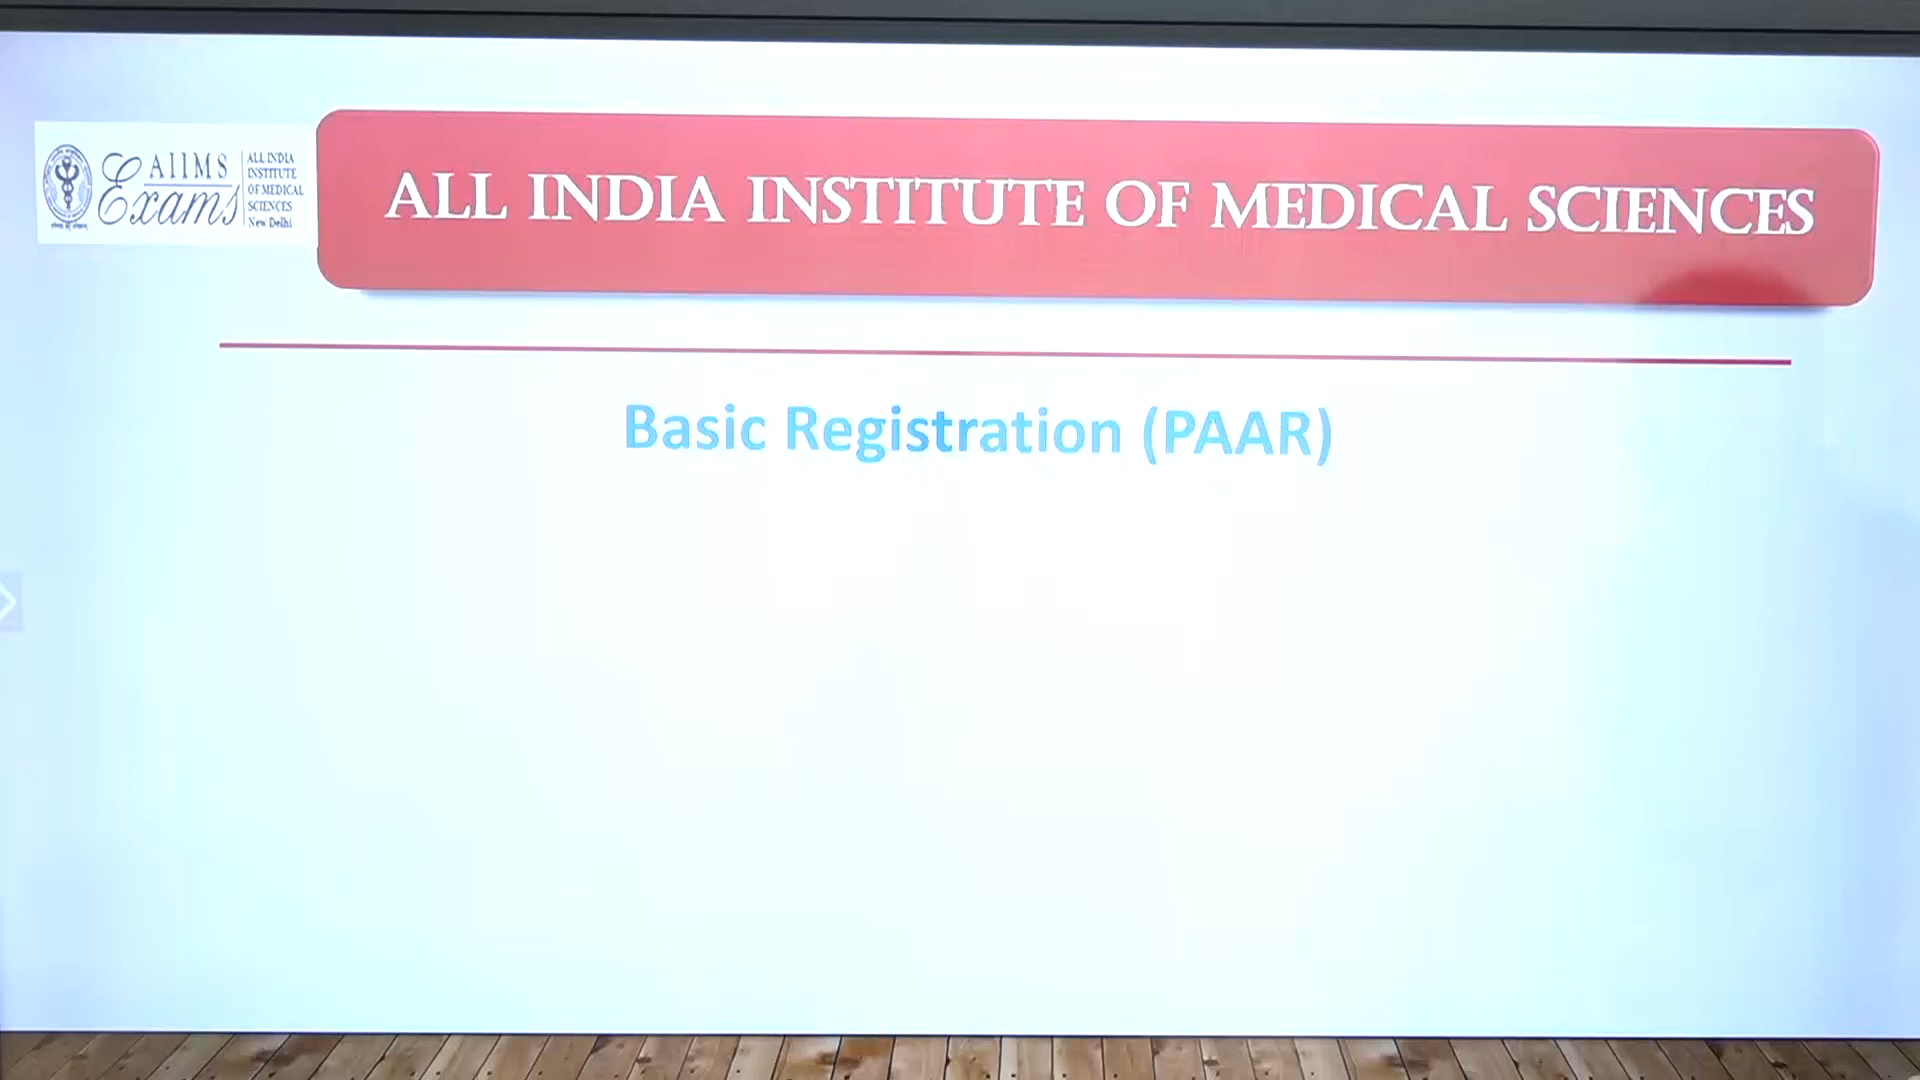 AIIMS
Exams
ALL INDIA
INSTITUTE
OF MEDICAL
SCIENCES
New Delhi
ALL INDIA INSTITUTE OF MEDICAL SCIENCES
Basic Registration (PAAR)